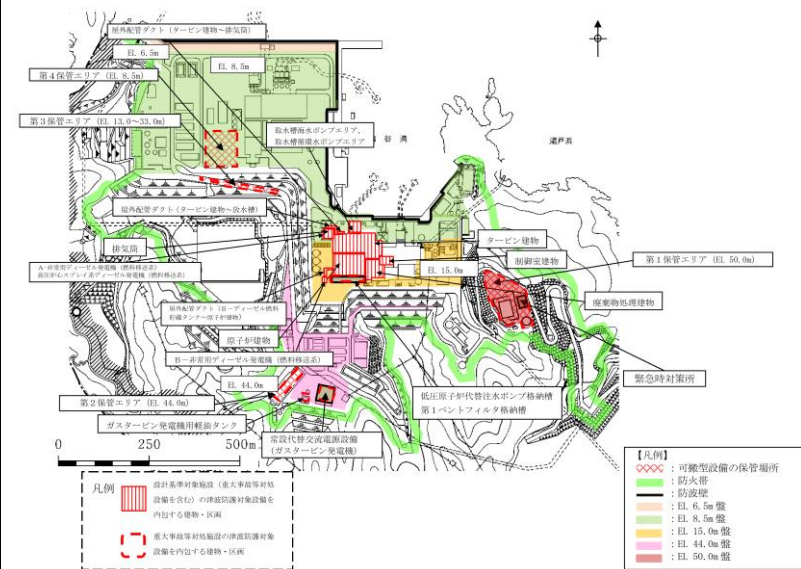 屋外配管ダクト（タービン建物～排気筒）
EL 6.5m
EL 8.5m
第4保管エリア（EL 8.5m）
第3保管エリア（EL 13.0～33.0m）
取水槽海水ポンプエリア、
取水槽循環水ポンプエリア
屋外配管ダクト（タービン建物～放水槽）
排気筒
タービン建物
制御室建物
第1保管エリア（EL 50.0m）
A-非常用ディーゼル発電機（燃料移送系）
高圧炉心スプレイ系ディーゼル発電機（燃料移送系）
EL 15.0m
廃棄物処理建物
屋外配管ダクト（B-ディーゼル燃料
貯蔵タンク～原子炉建物）
原子炉建物
B-非常用ディーゼル発電機（燃料移送系）
緊急時対策所
EL 44.0m
低圧原子炉代替注水ポンプ格納槽
第1ベントフィルタ格納槽
第2保管エリア（EL 44.0m）
ガスタービン発電機用軽油タンク
常設代替交流電源設備
（ガスタービン発電機）
0 250 500m
凡例
設計基準対象施設（重大事故等対処
設備を含む）の津波防護対象設備を
内包する建物・区画
重大事故等対処施設の津波防護対象
設備を内包する建物・区画
【凡例】
：可搬型設備の保管場所
：防火帯
：防波壁
：EL 6.5m 盤
：EL 8.5m 盤
：EL 15.0m 盤
：EL 44.0m 盤
：EL 50.0m 盤